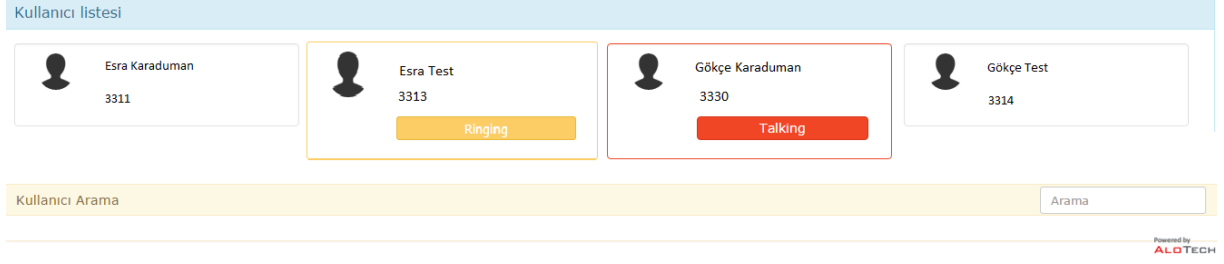 Kullanıcı listesi
Esra Karaduman
3311
Esra Test
3313
Ringing
Gökçe Karaduman
3330
Talking
Gökçe Test
3314
Kullanıcı Arama
Arama
Powered by
ALOTECH